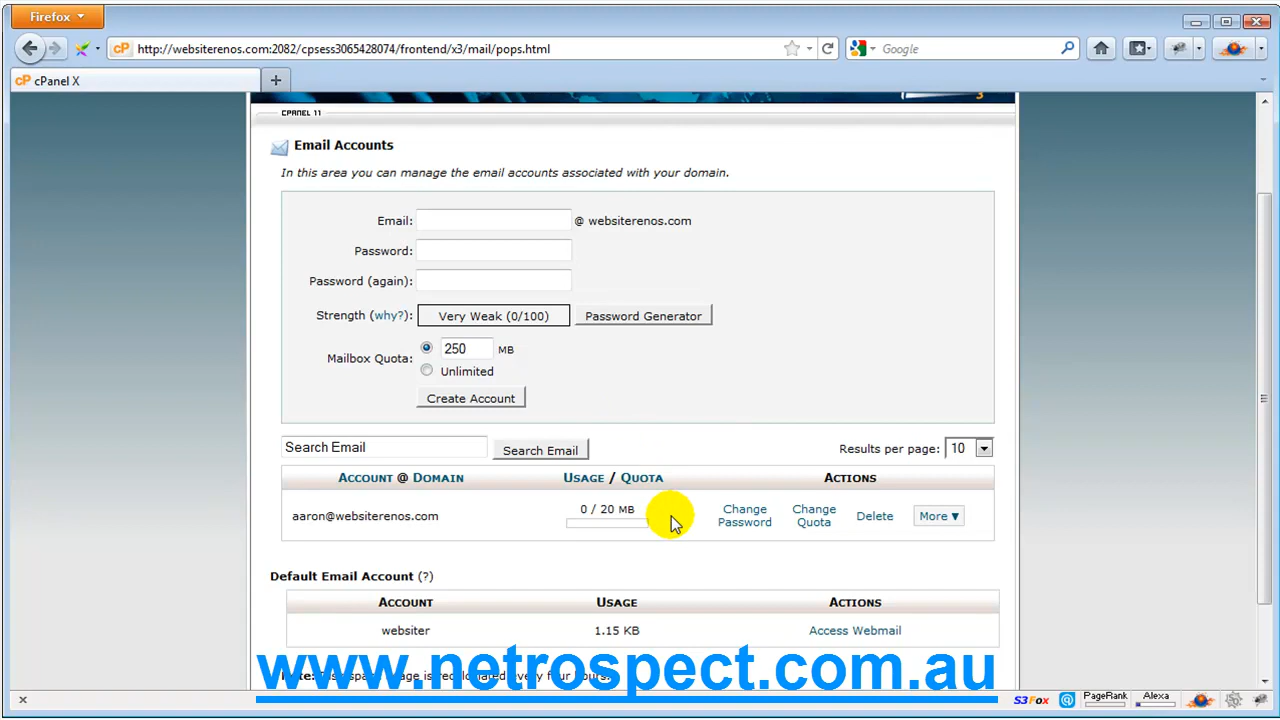 Firefox
http://websiterenos.com:2082/cpsess3065428074/frontend/x3/mail/pops.html
Google
cP cPanel X
CPANEL 11
3
Email Accounts
In this area you can manage the email accounts associated with your domain.
Email: @ websiterenos.com
Password:
Password (again):
Strength (why?): Very Weak (0/100) Password Generator
Mailbox Quota: 250 MB
Unlimited
Create Account
Search Email Search Email Results per page: 10
ACCOUNT @ DOMAIN USAGE / QUOTA ACTIONS
aaron@websiterenos.com 0 / 20 MB Change Password Change Quota Delete More ▼
Default Email Account (?)
ACCOUNT USAGE ACTIONS
websiter 1.15 KB Access Webmail
www.netrospect.com.au
S3Fox @ PageRank Alexa